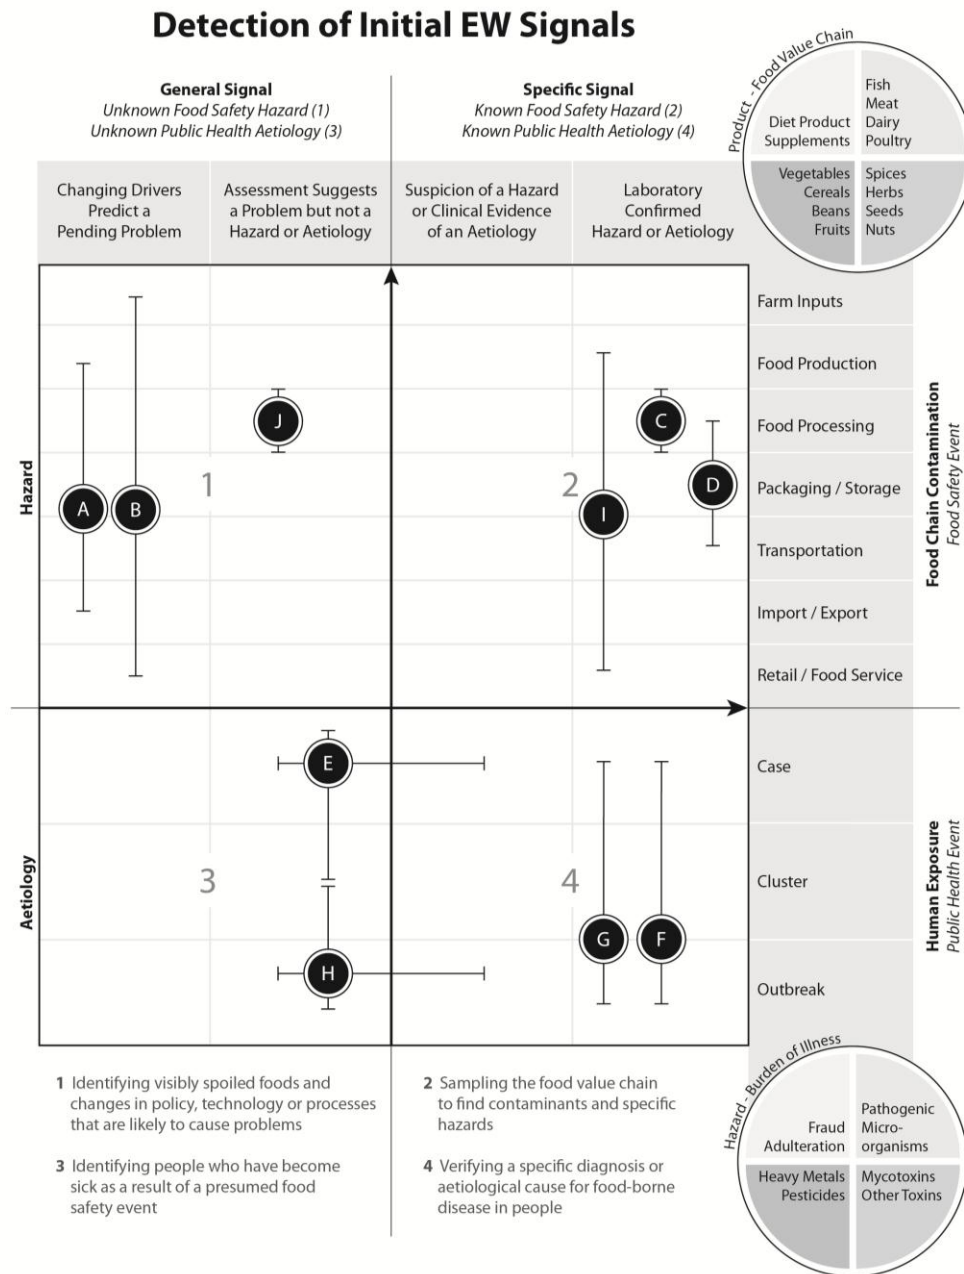 Detection of Initial EW Signals
General Signal
Unknown Food Safety Hazard (1)
Unknown Public Health Aetiology (3)
Specific Signal
Known Food Safety Hazard (2)
Known Public Health Aetiology (4)
Product - Food Value Chain
Diet Product
Supplements
Fish
Meat
Dairy
Poultry
Vegetables
Cereals
Beans
Fruits
Spices
Herbs
Seeds
Nuts
Changing Drivers
Predict a
Pending Problem
Assessment Suggests
a Problem but not a
Hazard or Aetiology
Suspicion of a Hazard
or Clinical Evidence
of an Aetiology
Laboratory
Confirmed
Hazard or Aetiology
Hazard
Aetiology
A
B
J
1
C
D
I
2
E
H
3
G
F
4
Farm Inputs
Food Production
Food Processing
Packaging / Storage
Transportation
Import / Export
Retail / Food Service
Case
Cluster
Outbreak
Food Chain Contamination
Food Safety Event
Human Exposure
Public Health Event
1 Identifying visibly spoiled foods and
changes in policy, technology or processes
that are likely to cause problems
2 Sampling the food value chain
to find contaminants and specific
hazards
3 Identifying people who have become
sick as a result of a presumed food
safety event
4 Verifying a specific diagnosis or
aetiological cause for food-borne
disease in people
Hazard - Burden of Illness
Fraud
Adulteration
Pathogenic
Micro-
organisms
Heavy Metals
Pesticides
Mycotoxins
Other Toxins